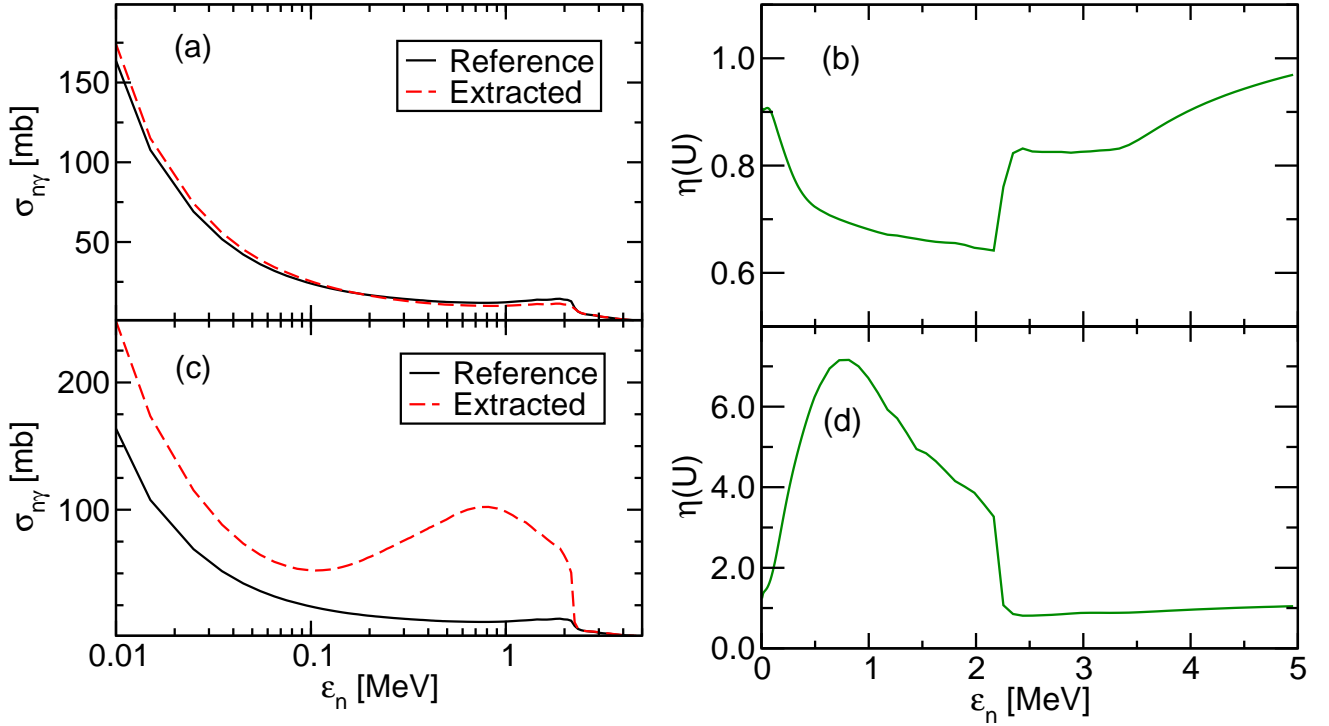 (a)
Reference
Extracted
σnγ [mb]
150
100
50
(b)
η(U)
1.0
0.8
0.6
(c)
Reference
Extracted
σnγ [mb]
200
100
0.01 0.1 1
εn [MeV]
(d)
η(U)
6.0
4.0
2.0
0.0
0 1 2 3 4 5
εn [MeV]